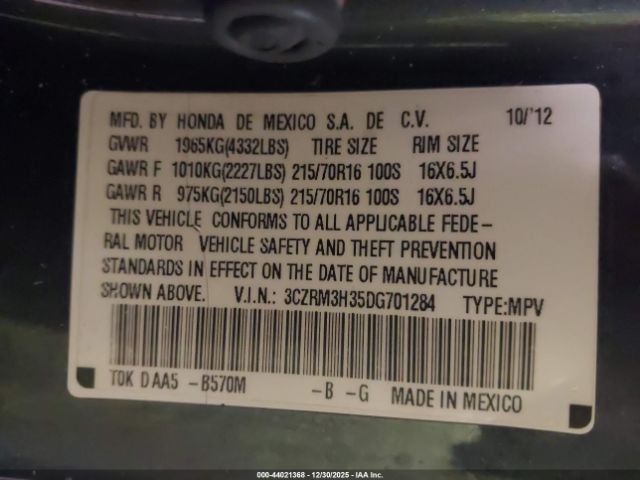 MFD. BY HONDA DE MEXICO S.A. DE C.V. 10/'12
GVWR 1965KG(4332LBS) TIRE SIZE RIM SIZE
GAWR F 1010KG(2227LBS) 215/70R16 100S 16X6.5J
GAWR R 975KG(2150LBS) 215/70R16 100S 16X6.5J
THIS VEHICLE CONFORMS TO ALL APPLICABLE FEDE-
RAL MOTOR VEHICLE SAFETY AND THEFT PREVENTION
STANDARDS IN EFFECT ON THE DATE OF MANUFACTURE
SHOWN ABOVE. V.I.N.: 3CZRM3H35DG701284 TYPE:MPV
T0K DAA5 -B570M -B -G MADE IN MEXICO
000-44021368 - 12/30/2025 - IAA Inc.